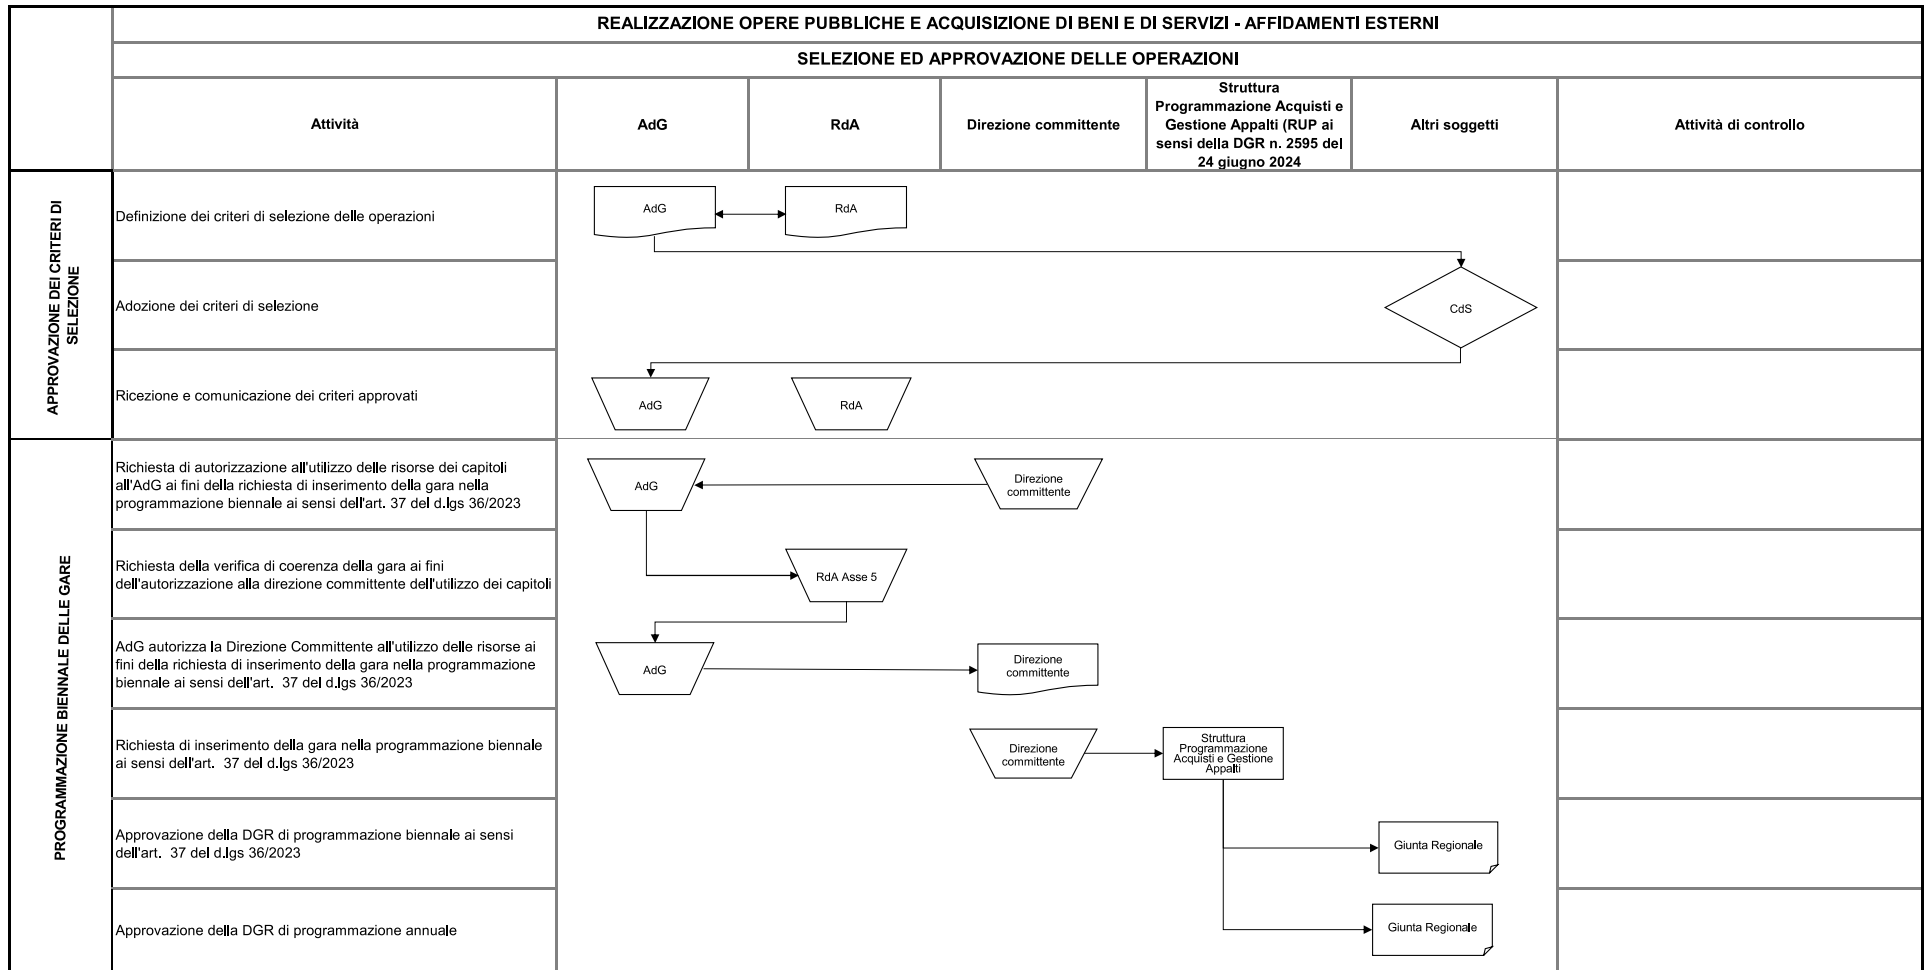 REALIZZAZIONE OPERE PUBBLICHE E ACQUISIZIONE DI BENI E DI SERVIZI - AFFIDAMENTI ESTERNI
SELEZIONE ED APPROVAZIONE DELLE OPERAZIONI
Attività
AdG
RdA
Direzione committente
Struttura
Programmazione Acquisti e
Gestione Appalti (RUP ai
sensi della DGR n. 2595 del
24 giugno 2024
Altri soggetti
Attività di controllo
APPROVAZIONE DEI CRITERI DI
SELEZIONE
Definizione dei criteri di selezione delle operazioni
AdG
RdA
Adozione dei criteri di selezione
CdS
Ricezione e comunicazione dei criteri approvati
AdG
RdA
PROGRAMMAZIONE BIENNALE DELLE GARE
Richiesta di autorizzazione all'utilizzo delle risorse dei capitoli
all'AdG ai fini della richiesta di inserimento della gara nella
programmazione biennale ai sensi dell'art. 37 del d.lgs 36/2023
AdG
Direzione
committente
Richiesta della verifica di coerenza della gara ai fini
dell'autorizzazione alla direzione committente dell'utilizzo dei capitoli
RdA Asse 5
AdG autorizza la Direzione Committente all'utilizzo delle risorse ai
fini della richiesta di inserimento della gara nella programmazione
biennale ai sensi dell'art. 37 del d.lgs 36/2023
AdG
Direzione
committente
Richiesta di inserimento della gara nella programmazione biennale
ai sensi dell'art. 37 del d.lgs 36/2023
Direzione
committente
Struttura
Programmazione
Acquisti e Gestione
Appalti
Approvazione della DGR di programmazione biennale ai sensi
dell'art. 37 del d.lgs 36/2023
Giunta Regionale
Approvazione della DGR di programmazione annuale
Giunta Regionale